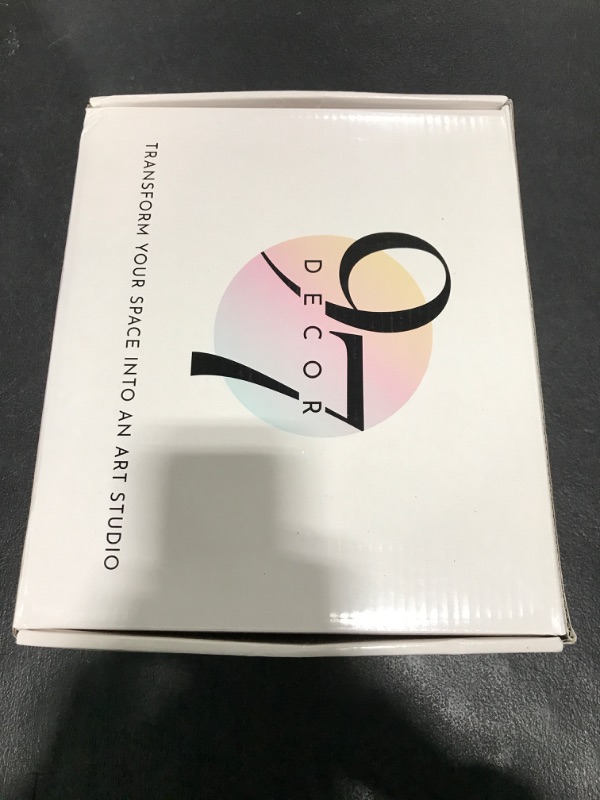 97
DECOR
TRANSFORM YOUR SPACE INTO AN ART STUDIO